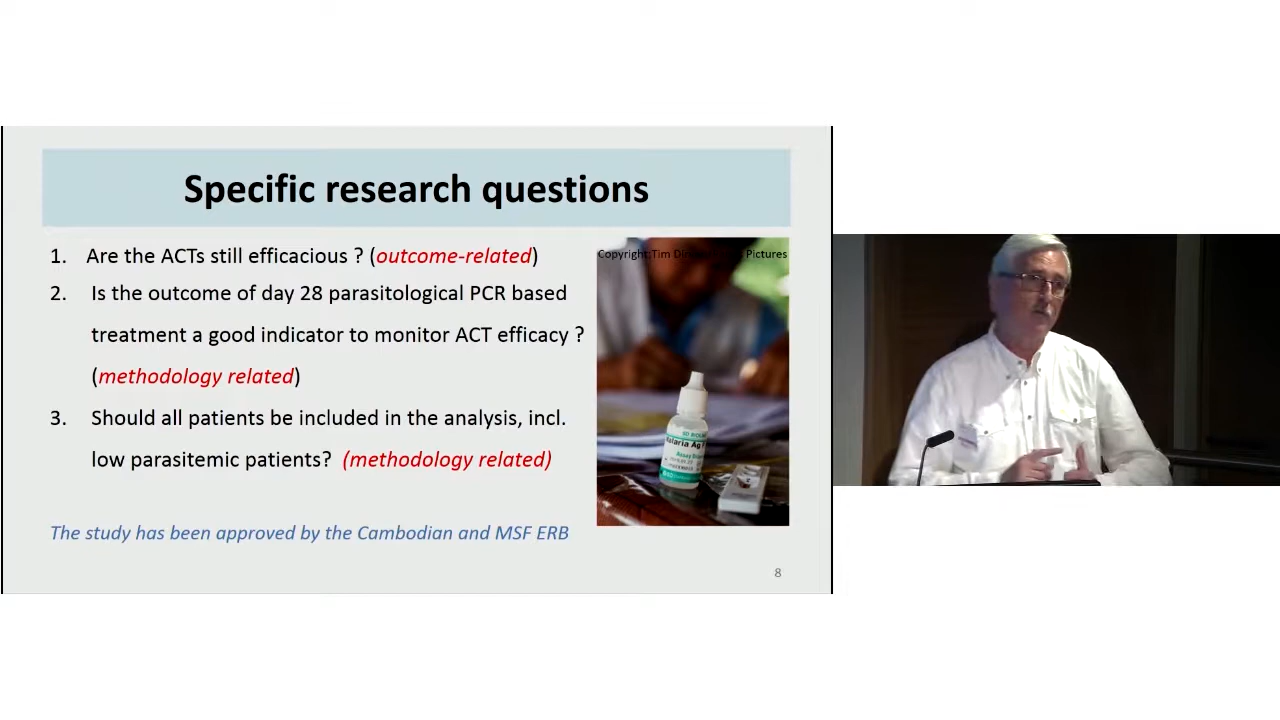 Specific research questions
1. Are the ACTs still efficacious ? (outcome-related)
Copyright:Tim Pictures
2. Is the outcome of day 28 parasitological PCR based
treatment a good indicator to monitor ACT efficacy ?
(methodology related)
3. Should all patients be included in the analysis, incl.
low parasitemic patients? (methodology related)
Malaria Ag
The study has been approved by the Cambodian and MSF ERB
8